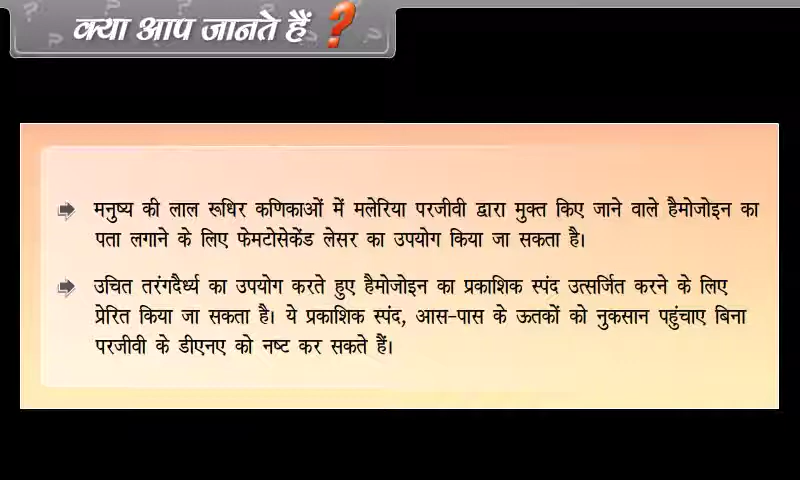 क्या आप जानते हैं ?
मनुष्य की लाल रूधिर कणिकाओं में मलेरिया परजीवी द्वारा मुक्त किए जाने वाले हैमोजोइन का
पता लगाने के लिए फेमटोसेकेंड लेसर का उपयोग किया जा सकता है।
उचित तरंगदैर्ध्य का उपयोग करते हुए हैमोजोइन का प्रकाशिक स्पंद उत्सर्जित करने के लिए
प्रेरित किया जा सकता है। ये प्रकाशिक स्पंद, आस-पास के ऊतकों को नुकसान पहुंचाए बिना
परजीवी के डीएनए को नष्ट कर सकते हैं।